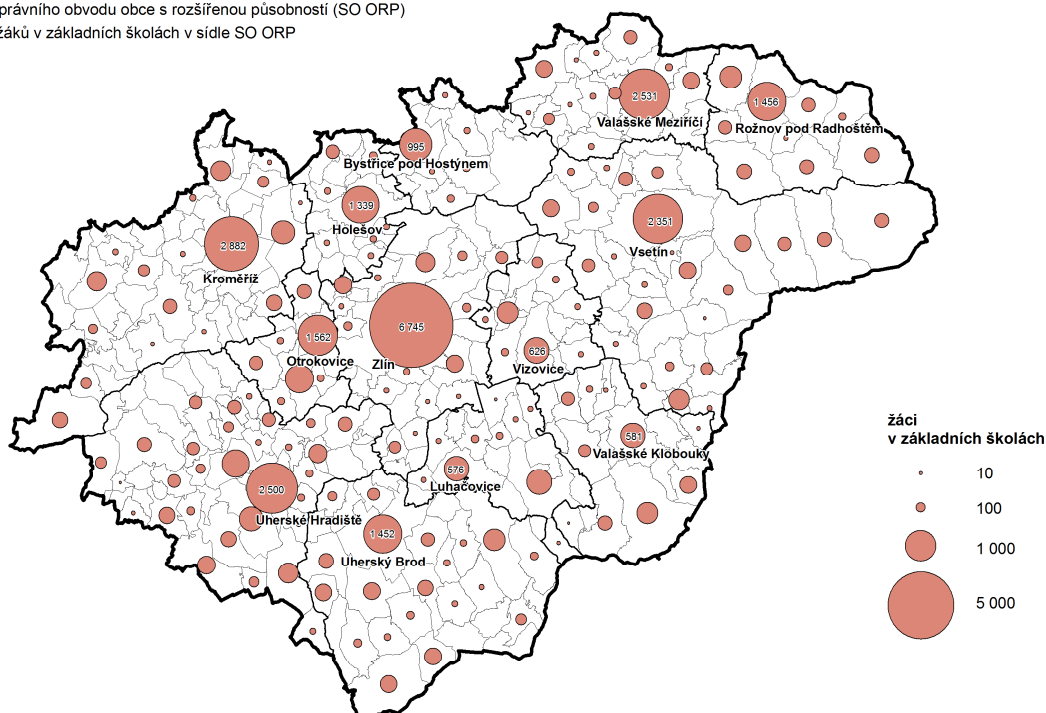 právního obvodu obce s rozšířenou působností (SO ORP)
žáků v základních školách v sídle SO ORP
2 531
Valašské Meziříčí
1 456
Rožnov pod Radhoštěm
995
Bystřice pod Hostýnem
1 339
Holešov
2 351
Vsetín
2 882
Kroměříž
6 745
Zlín
1 562
Otrokovice
626
Vizovice
581
Valašské Klobouky
576
Luhačovice
2 500
Uherské Hradiště
1 452
Uherský Brod
žáci
v základních školách
10
100
1 000
5 000